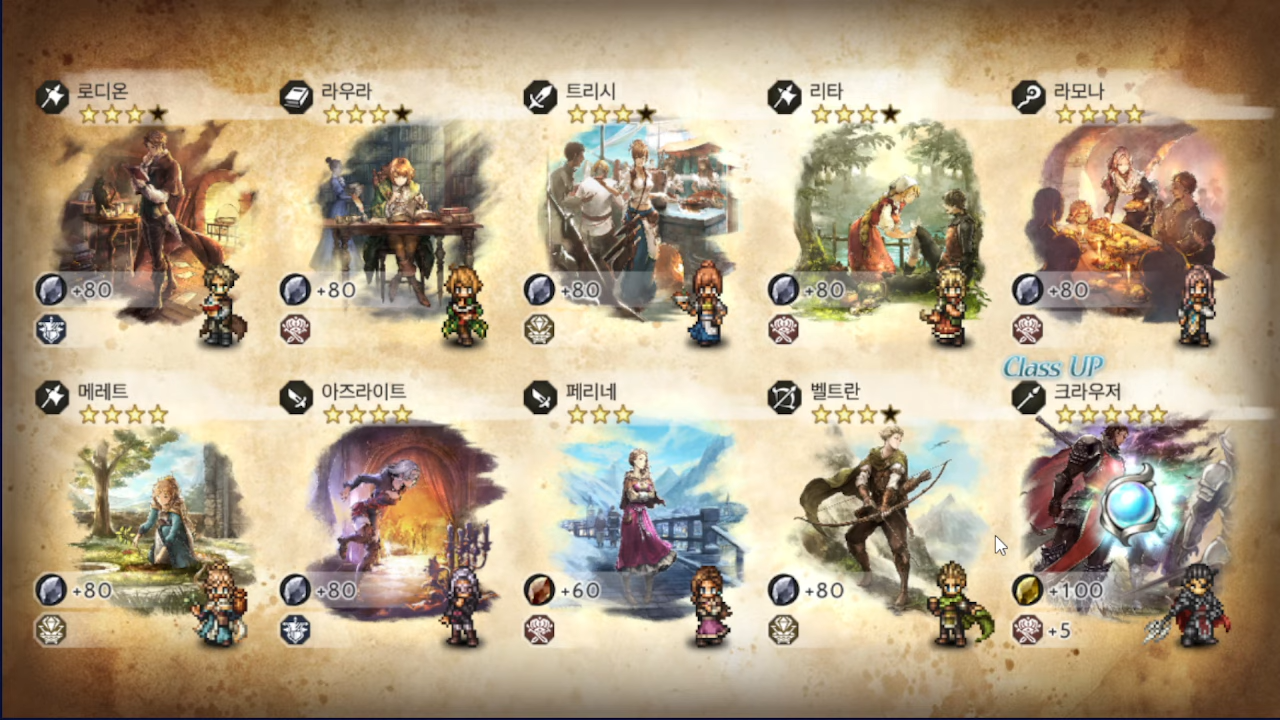 로디온
라우라
트리시
리타
라모나
+80
+80
+80
+80
+80
Class UP
메레트
아즈라이트
페리네
벨트란
크라우저
+80
+80
+60
+80
+100
+5